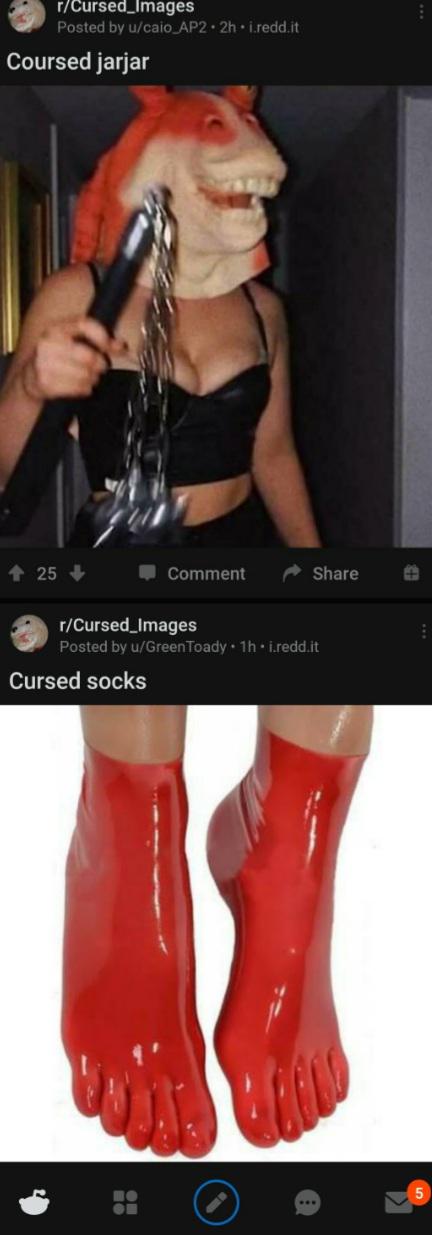 r/Cursed_Images
Posted by u/caio_AP2 • 2h • i.redd.it
Coursed jarjar
25 Comment Share
r/Cursed_Images
Posted by u/GreenToady • 1h • i.redd.it
Cursed socks
5